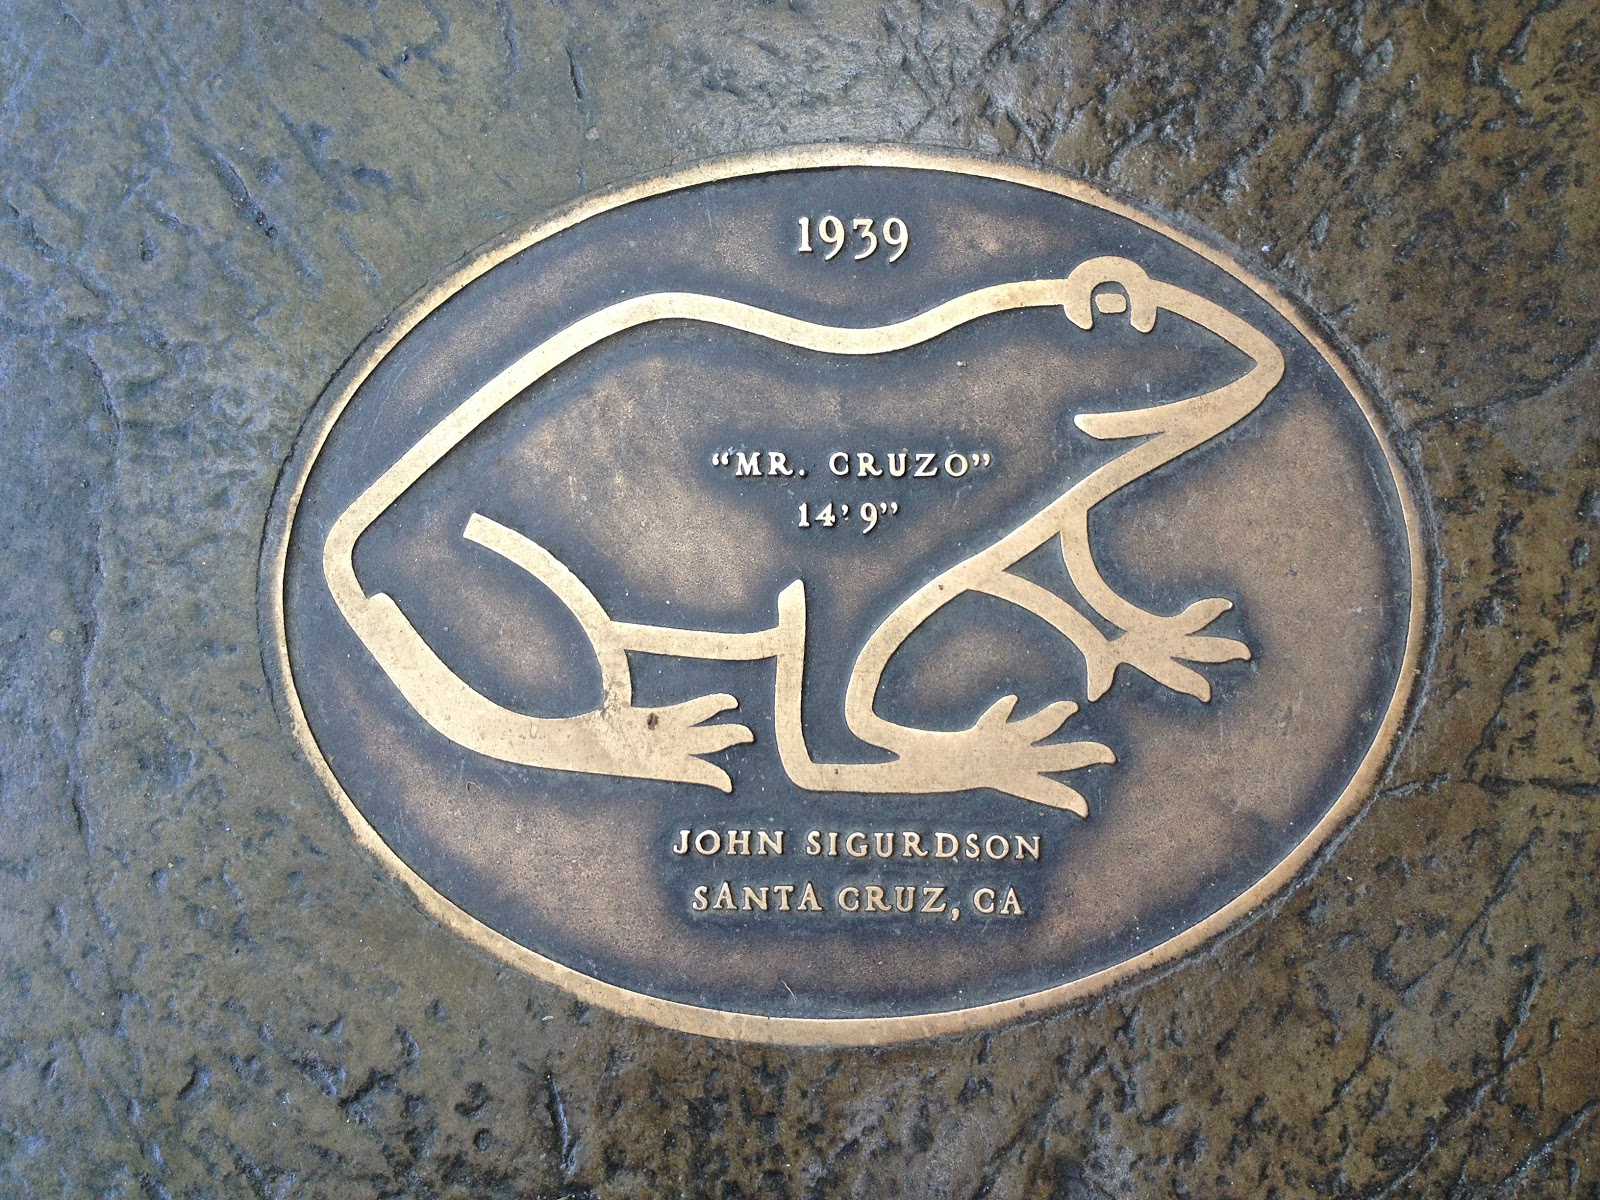 1939
“MR. CRUZO”
14’ 9”
JOHN SIGURDSON
SANTA CRUZ, CA